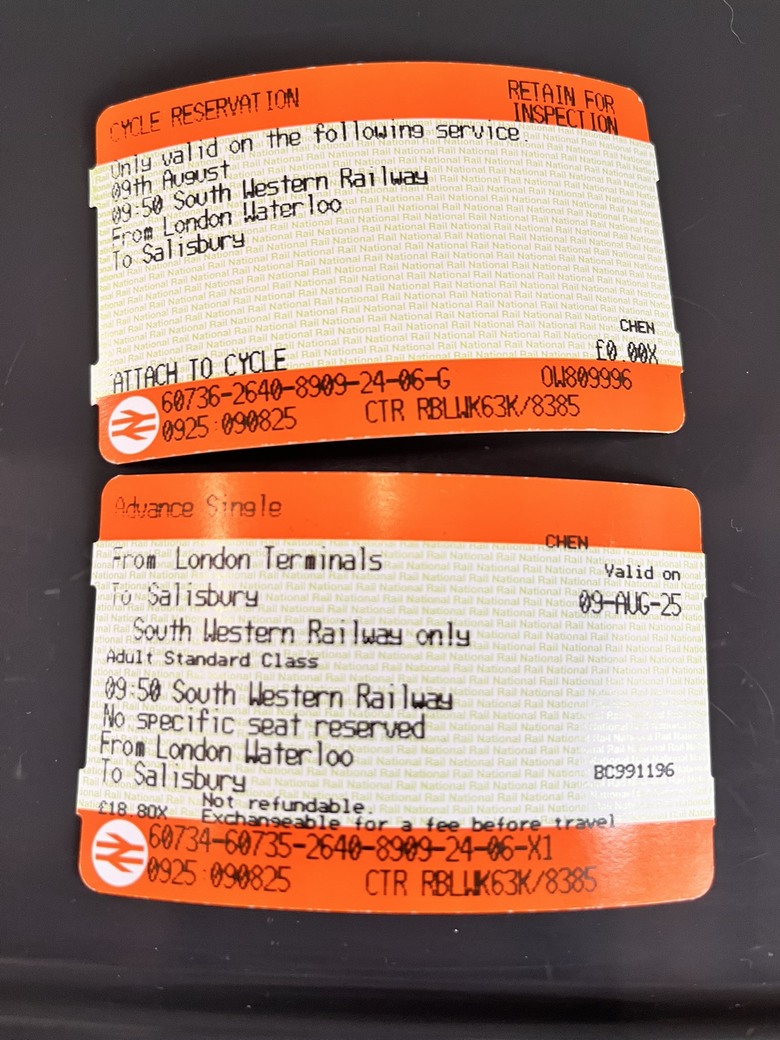 CYCLE RESERVATION
RETAIN FOR
INSPECTION
Only valid on the following service.
09th August
09:50 South Western Railway
From London Waterloo
To Salisbury
CHEN
£0.00X
ATTACH TO CYCLE
60736-2640-8909-24-06-G OW809996
0925 090825 CTR RBLWK63K/8385
Advance Single
CHEN
From London Terminals
Valid on
To Salisbury
09-AUG-25
South Western Railway only
Adult Standard Class
09:50 South Western Railway
No specific seat reserved
From London Waterloo
To Salisbury
BC991196
£18.80X Not refundable.
Exchangeable for a fee before travel
60734-60735-2640-8909-24-06-X1
0925 090825 CTR RBLWK63K/8385